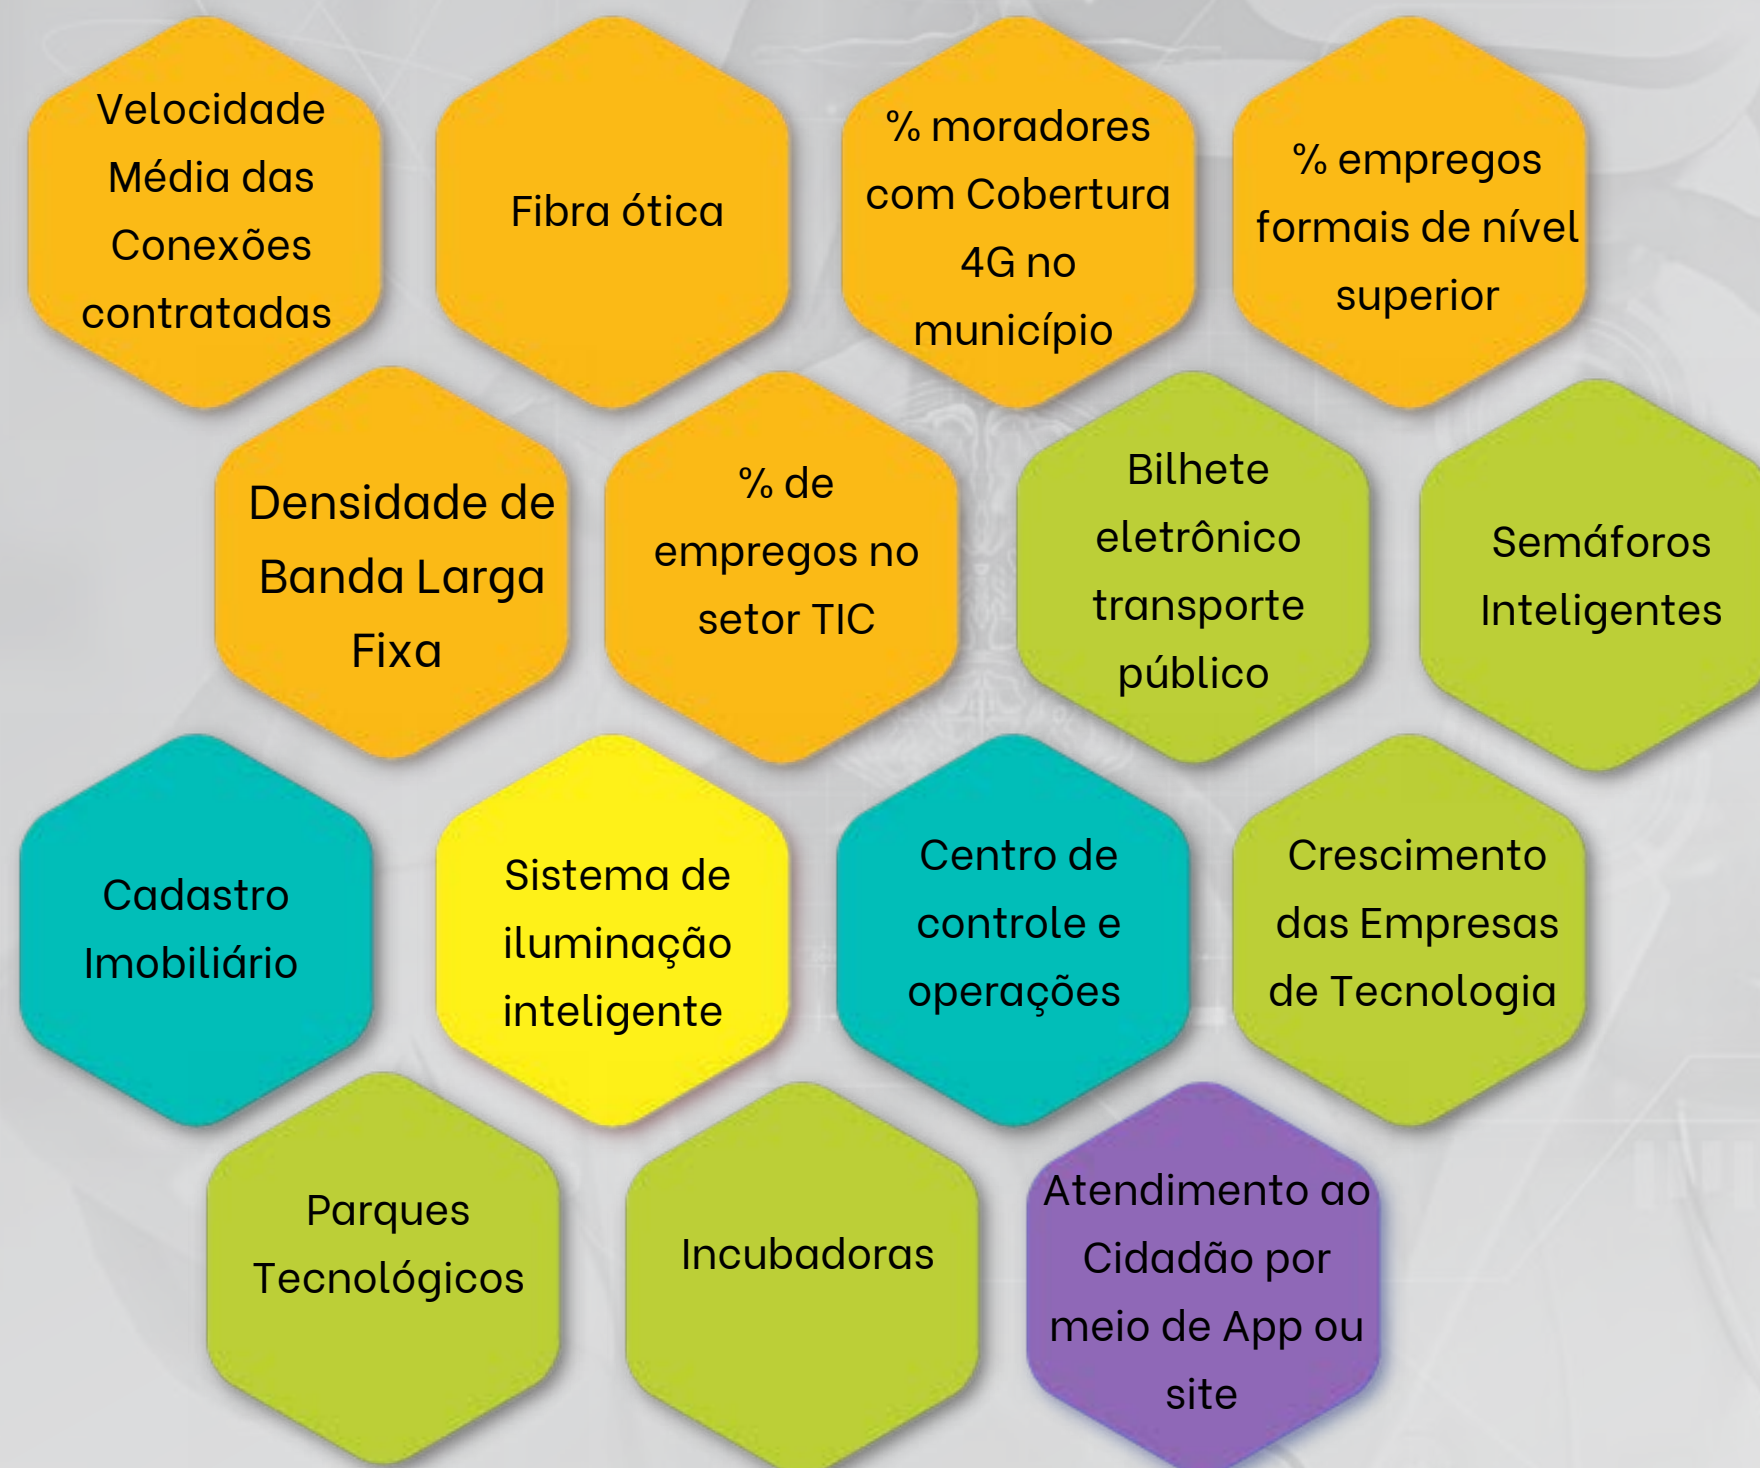 Velocidade
Média das
Conexões
contratadas
Fibra ótica
% moradores
com Cobertura
4G no
município
% empregos
formais de nível
superior
Densidade de
Banda Larga
Fixa
% de
empregos no
setor TIC
Bilhete
eletrônico
transporte
público
Semáforos
Inteligentes
Cadastro
Imobiliário
Sistema de
iluminação
inteligente
Centro de
controle e
operações
Crescimento
das Empresas
de Tecnologia
Parques
Tecnológicos
Incubadoras
Atendimento ao
Cidadão por
meio de App ou
site